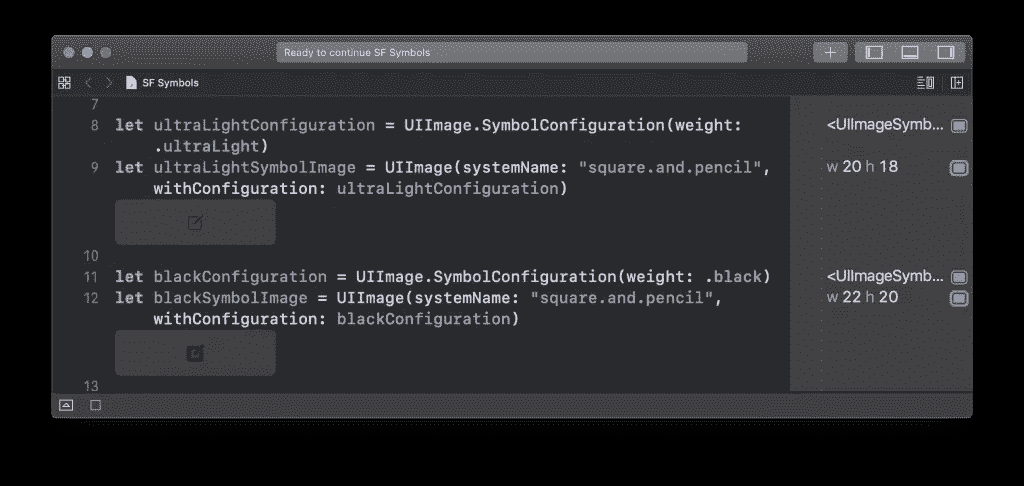 Ready to continue SF Symbols
SF Symbols
7
8 let ultraLightConfiguration = UIImage.SymbolConfiguration(weight: <UIImageSymb...
.ultraLight)
9 let ultraLightSymbolImage = UIImage(systemName: "square.and.pencil", w 20 h 18
withConfiguration: ultraLightConfiguration)
10
11 let blackConfiguration = UIImage.SymbolConfiguration(weight: .black) <UIImageSymb...
12 let blackSymbolImage = UIImage(systemName: "square.and.pencil", w 22 h 20
withConfiguration: blackConfiguration)
13